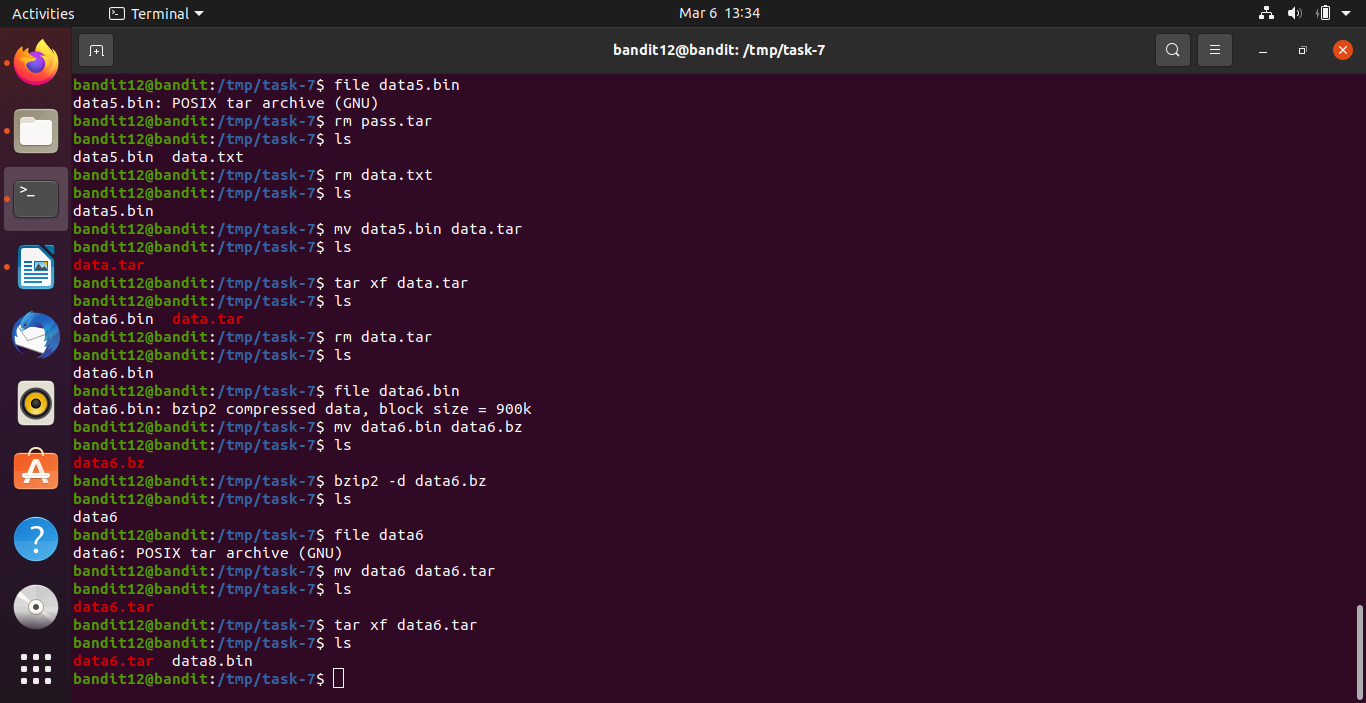 Activities Terminal Mar 6 13:34
bandit12@bandit: /tmp/task-7
bandit12@bandit:/tmp/task-7$ file data5.bin
data5.bin: POSIX tar archive (GNU)
bandit12@bandit:/tmp/task-7$ rm pass.tar
bandit12@bandit:/tmp/task-7$ ls
data5.bin  data.txt
bandit12@bandit:/tmp/task-7$ rm data.txt
bandit12@bandit:/tmp/task-7$ ls
data5.bin
bandit12@bandit:/tmp/task-7$ mv data5.bin data.tar
bandit12@bandit:/tmp/task-7$ ls
data.tar
bandit12@bandit:/tmp/task-7$ tar xf data.tar
bandit12@bandit:/tmp/task-7$ ls
data6.bin  data.tar
bandit12@bandit:/tmp/task-7$ rm data.tar
bandit12@bandit:/tmp/task-7$ ls
data6.bin
bandit12@bandit:/tmp/task-7$ file data6.bin
data6.bin: bzip2 compressed data, block size = 900k
bandit12@bandit:/tmp/task-7$ mv data6.bin data6.bz
bandit12@bandit:/tmp/task-7$ ls
data6.bz
bandit12@bandit:/tmp/task-7$ bzip2 -d data6.bz
bandit12@bandit:/tmp/task-7$ ls
data6
bandit12@bandit:/tmp/task-7$ file data6
data6: POSIX tar archive (GNU)
bandit12@bandit:/tmp/task-7$ mv data6 data6.tar
bandit12@bandit:/tmp/task-7$ ls
data6.tar
bandit12@bandit:/tmp/task-7$ tar xf data6.tar
bandit12@bandit:/tmp/task-7$ ls
data6.tar  data8.bin
bandit12@bandit:/tmp/task-7$